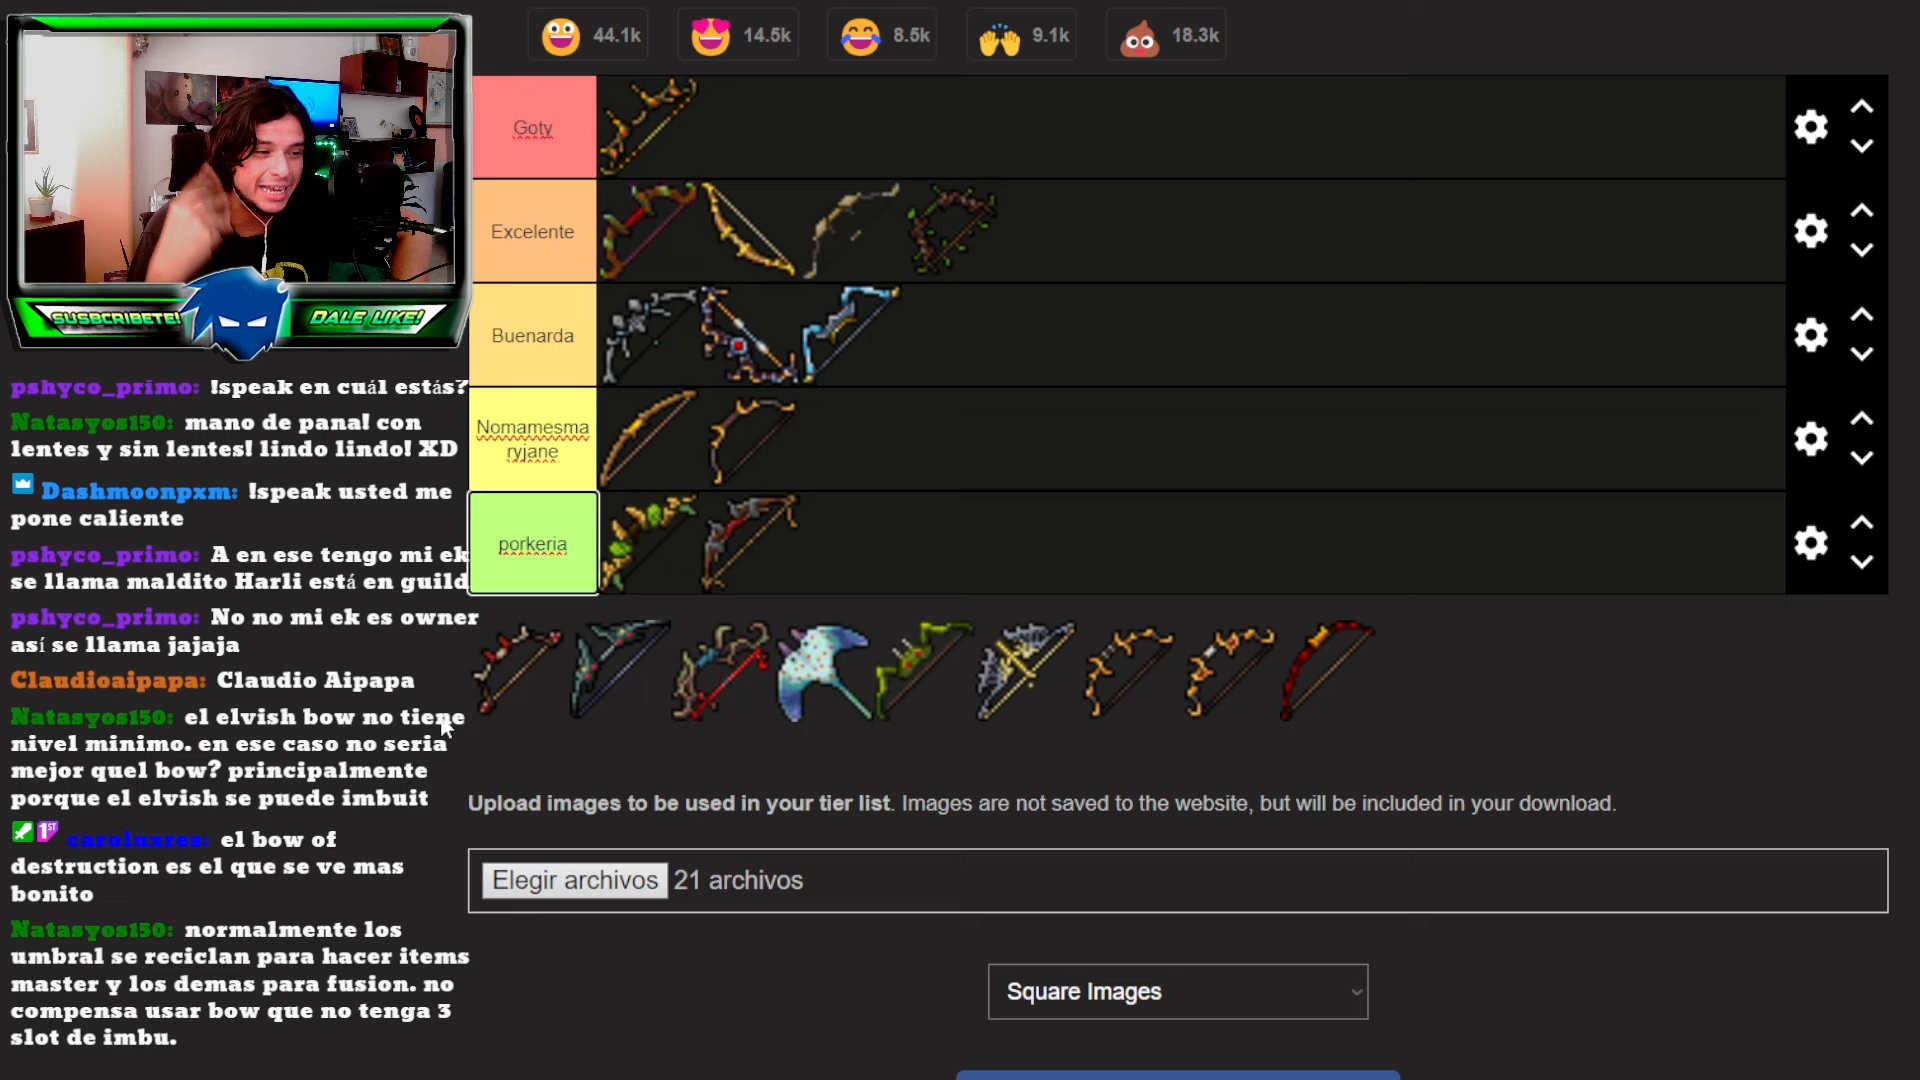 44.1k
14.5k
8.5k
9.1k
18.3k
SUSBCRIBETE!
DALE LIKE!
Goty
Excelente
Buenarda
Nomamesma
ryjane
porkeria
pshyco_primo: !speak en cuál estás?
Natasyos150: mano de pana! con
lentes y sin lentes! lindo lindo! XD
Dashmoonpxm: !speak usted me
pone caliente
pshyco_primo: A en ese tengo mi ek
se llama maldito Harli está en guild
pshyco_primo: No no mi ek es owner
así se llama jajaja
Claudioaipapa: Claudio Aipapa
Natasyos150: el elvish bow no tiene
nivel minimo. en ese caso no seria
mejor quel bow? principalmente
porque el elvish se puede imbuit
1ST caroluxres: el bow of
destruction es el que se ve mas
bonito
Natasyos150: normalmente los
umbral se reciclan para hacer items
master y los demas para fusion. no
compensa usar bow que no tenga 3
slot de imbu.
Upload images to be used in your tier list. Images are not saved to the website, but will be included in your download.
Elegir archivos 21 archivos
Square Images